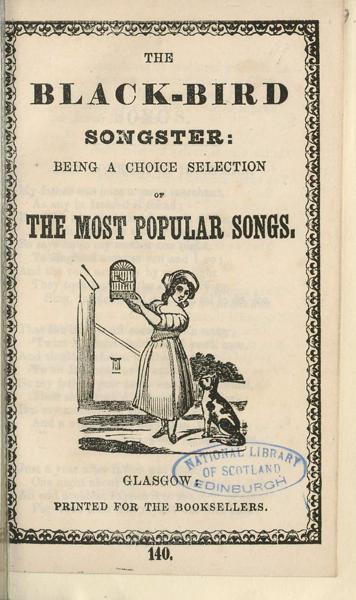 THE
BLACK-BIRD
SONGSTER:
BEING A CHOICE SELECTION
OF
THE MOST POPULAR SONGS.
NATIONAL LIBRARY
OF SCOTLAND
EDINBURGH
GLASGOW:
PRINTED FOR THE BOOKSELLERS.
140.